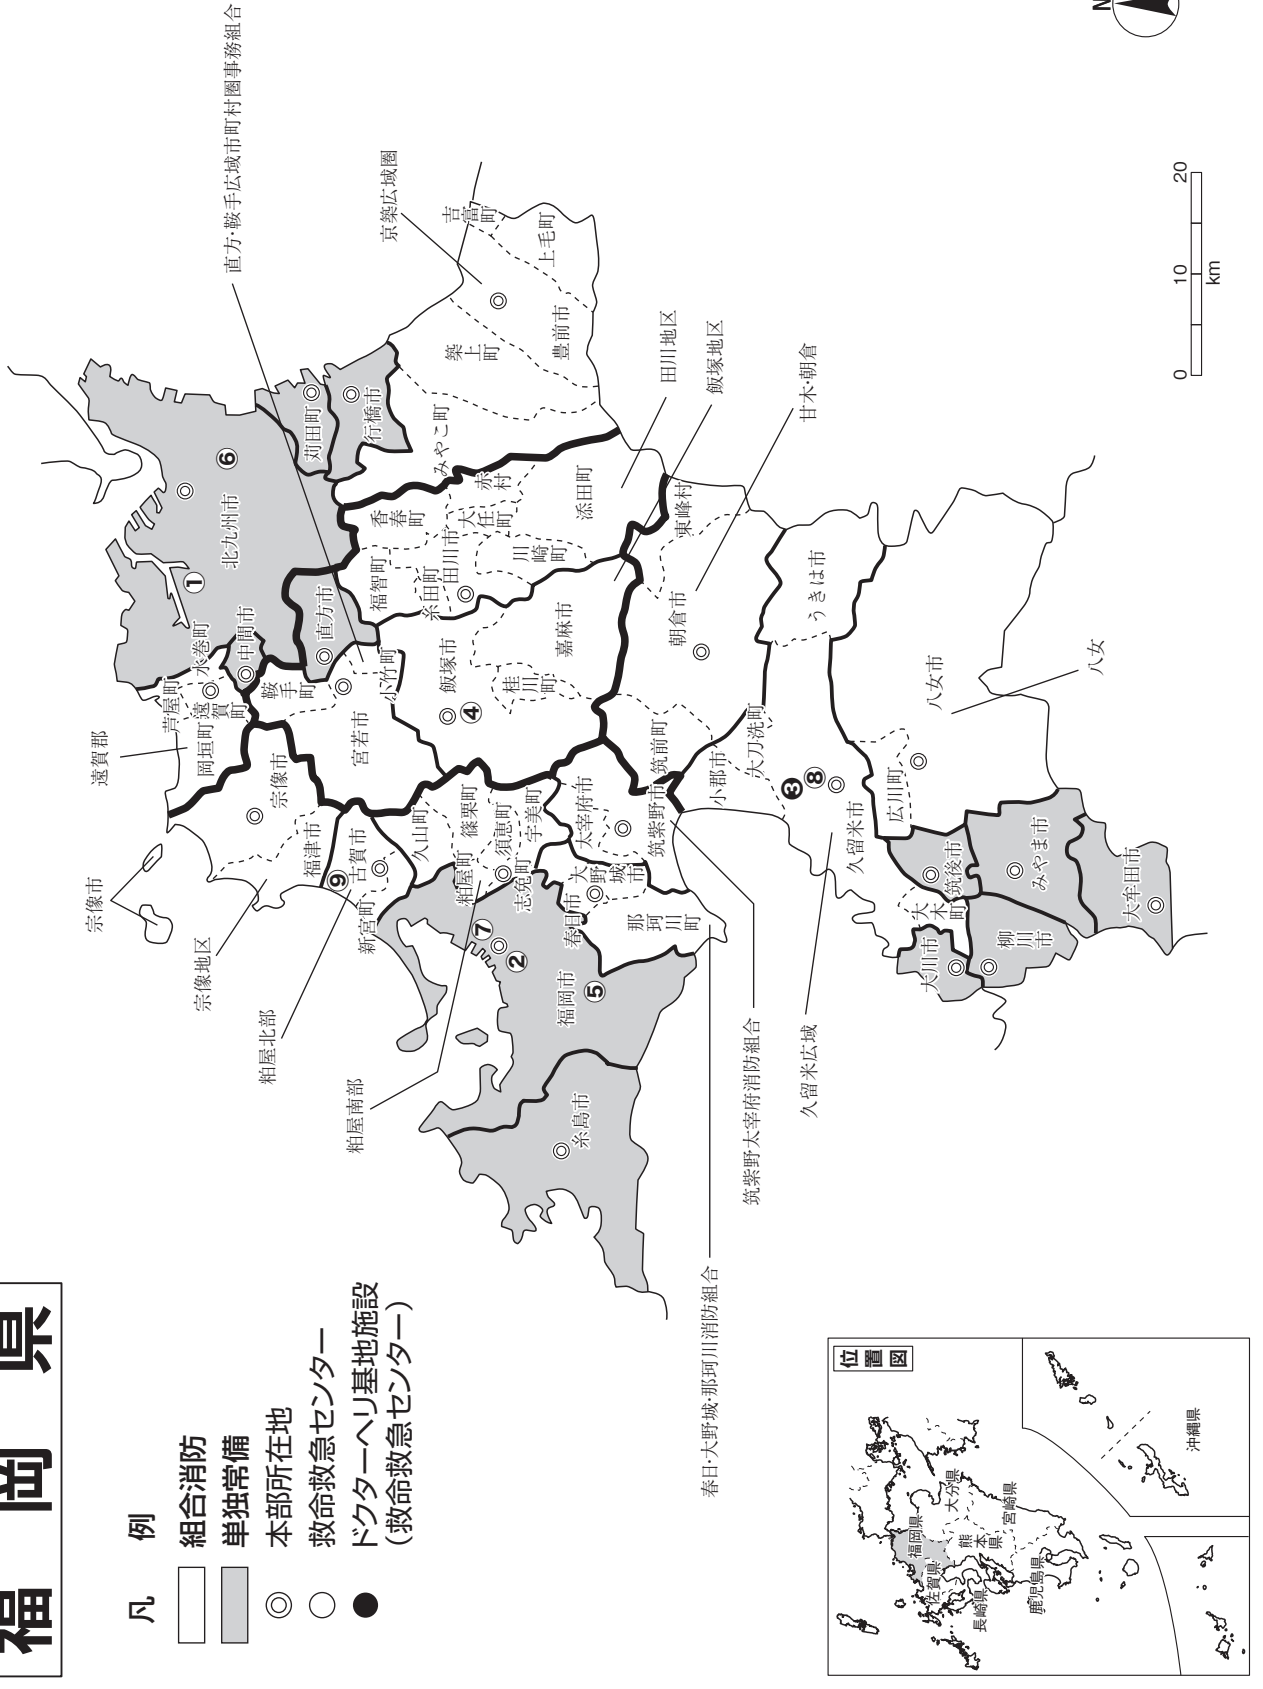 福岡県
凡例
組合消防
単独常備
本部所在地
救命救急センター
ドクターヘリ基地施設
(救命救急センター)
直方・鞍手広域市町村圏事務組合
京築広域圏
田川地区
飯塚地区
甘木・朝倉
八女
遠賀郡
宗像市
宗像地区
粕屋北部
粕屋南部
春日・大野城・那珂川消防組合
筑紫野太宰府消防組合
久留米広域
北九州市
①
⑥
苅田町
行橋市
みやこ町
築上町
豊前市
上毛町
吉富町
芦屋町
水巻町
中間市
遠賀町
岡垣町
鞍手町
直方市
小竹町
宮若市
宗像市
福津市
古賀市
⑨
新宮町
久山町
篠栗町
粕屋町
須恵町
志免町
宇美町
福智町
香春町
赤村
大任町
糸田町
田川市
川崎町
添田町
飯塚市
④
桂川町
嘉麻市
東峰村
朝倉市
筑前町
太宰府市
筑紫野市
大野城市
春日市
那珂川町
福岡市
⑦
②
⑤
糸島市
小郡市
大刀洗町
うきは市
久留米市
❸
⑧
広川町
八女市
筑後市
大木町
大川市
柳川市
みやま市
大牟田市
N
0
10
20
km
位置図
福岡県
佐賀県
長崎県
大分県
熊本県
宮崎県
鹿児島県
沖縄県